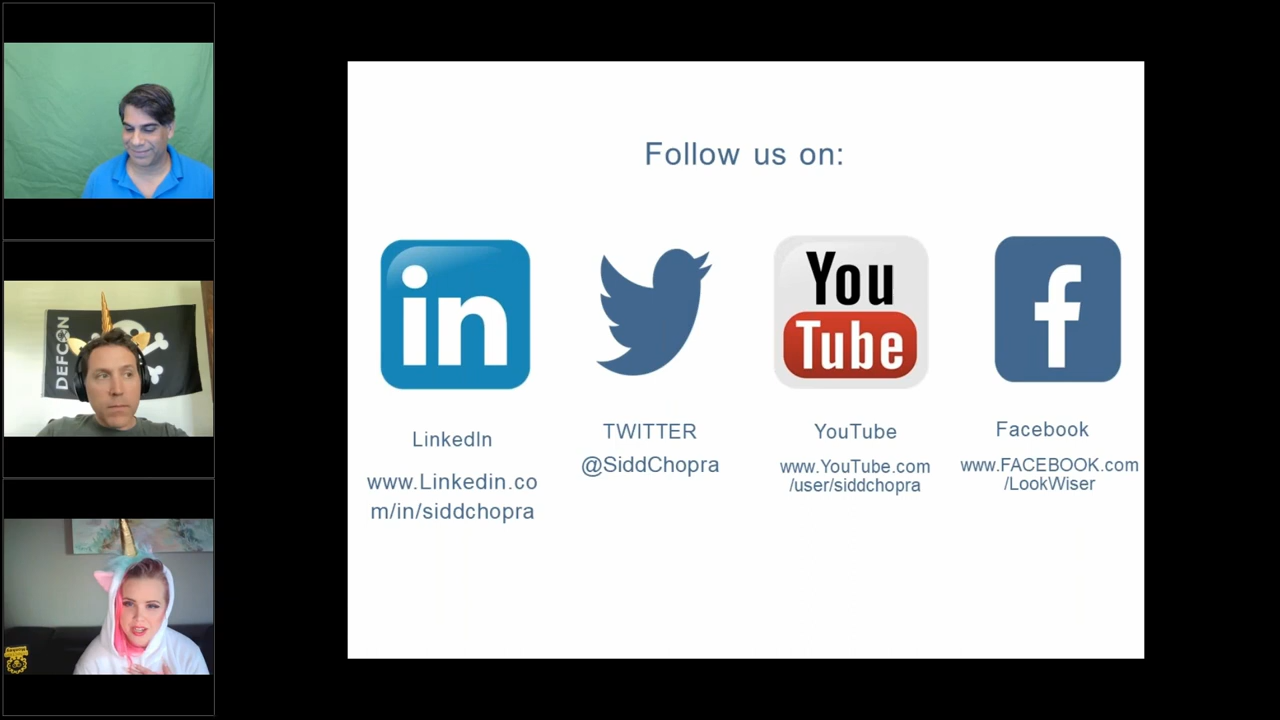 Follow us on:
in
You
Tube
f
LinkedIn
www.Linkedin.co
m/in/siddchopra
TWITTER
@SiddChopra
YouTube
www.YouTube.com
/user/siddchopra
Facebook
www.FACEBOOK.com
/LookWiser
DEFCON